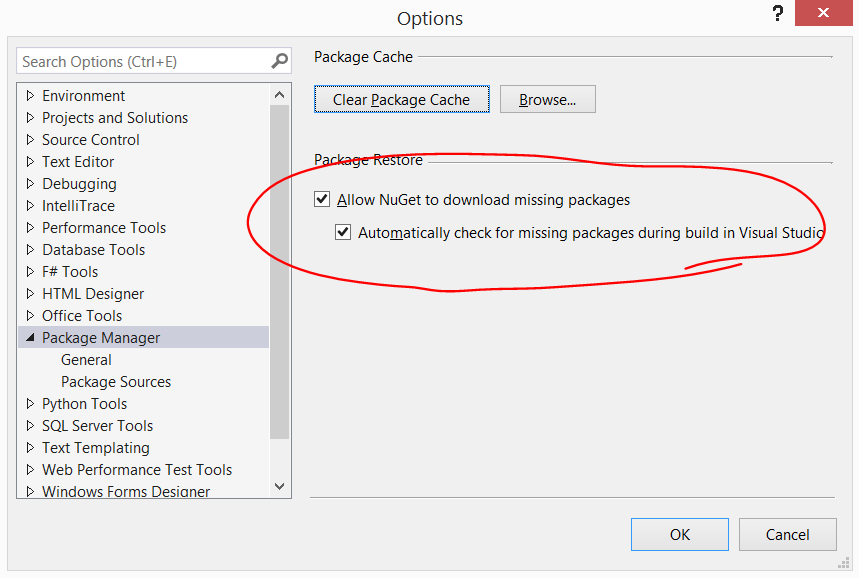 Options
?
Search Options (Ctrl+E)
Environment
Projects and Solutions
Source Control
Text Editor
Debugging
IntelliTrace
Performance Tools
Database Tools
F# Tools
HTML Designer
Office Tools
Package Manager
General
Package Sources
Python Tools
SQL Server Tools
Text Templating
Web Performance Test Tools
Windows Forms Designer
Package Cache
Clear Package Cache
Browse...
Package Restore
Allow NuGet to download missing packages
Automatically check for missing packages during build in Visual Studio
OK
Cancel